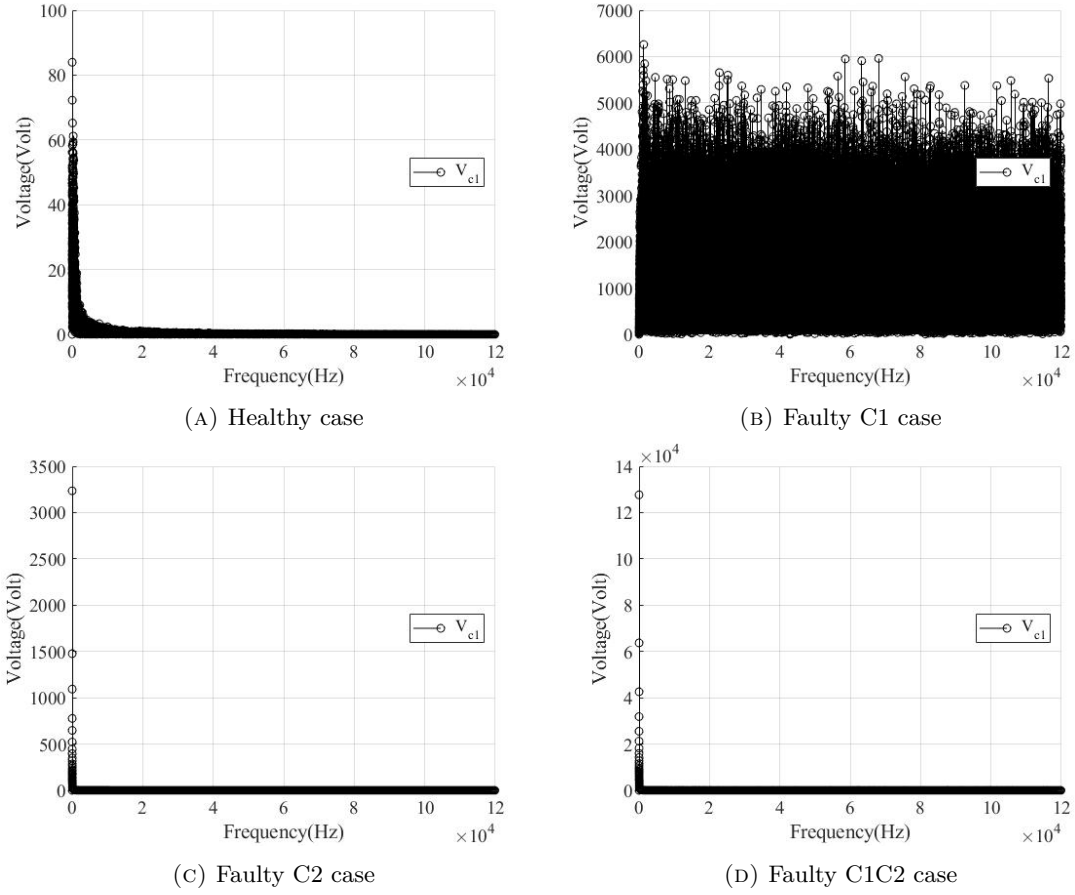 100
80
60
40
20
0
Voltage(Volt)
V_c1
0 2 4 6 8 10 12
Frequency(Hz)
×10^4
(A) Healthy case
7000
6000
5000
4000
3000
2000
1000
0
Voltage(Volt)
V_c1
0 2 4 6 8 10 12
Frequency(Hz)
×10^4
(B) Faulty C1 case
3500
3000
2500
2000
1500
1000
500
0
Voltage(Volt)
V_c1
0 2 4 6 8 10 12
Frequency(Hz)
×10^4
(C) Faulty C2 case
×10^4
14
12
10
8
6
4
2
0
Voltage(Volt)
V_c1
0 2 4 6 8 10 12
Frequency(Hz)
×10^4
(D) Faulty C1C2 case